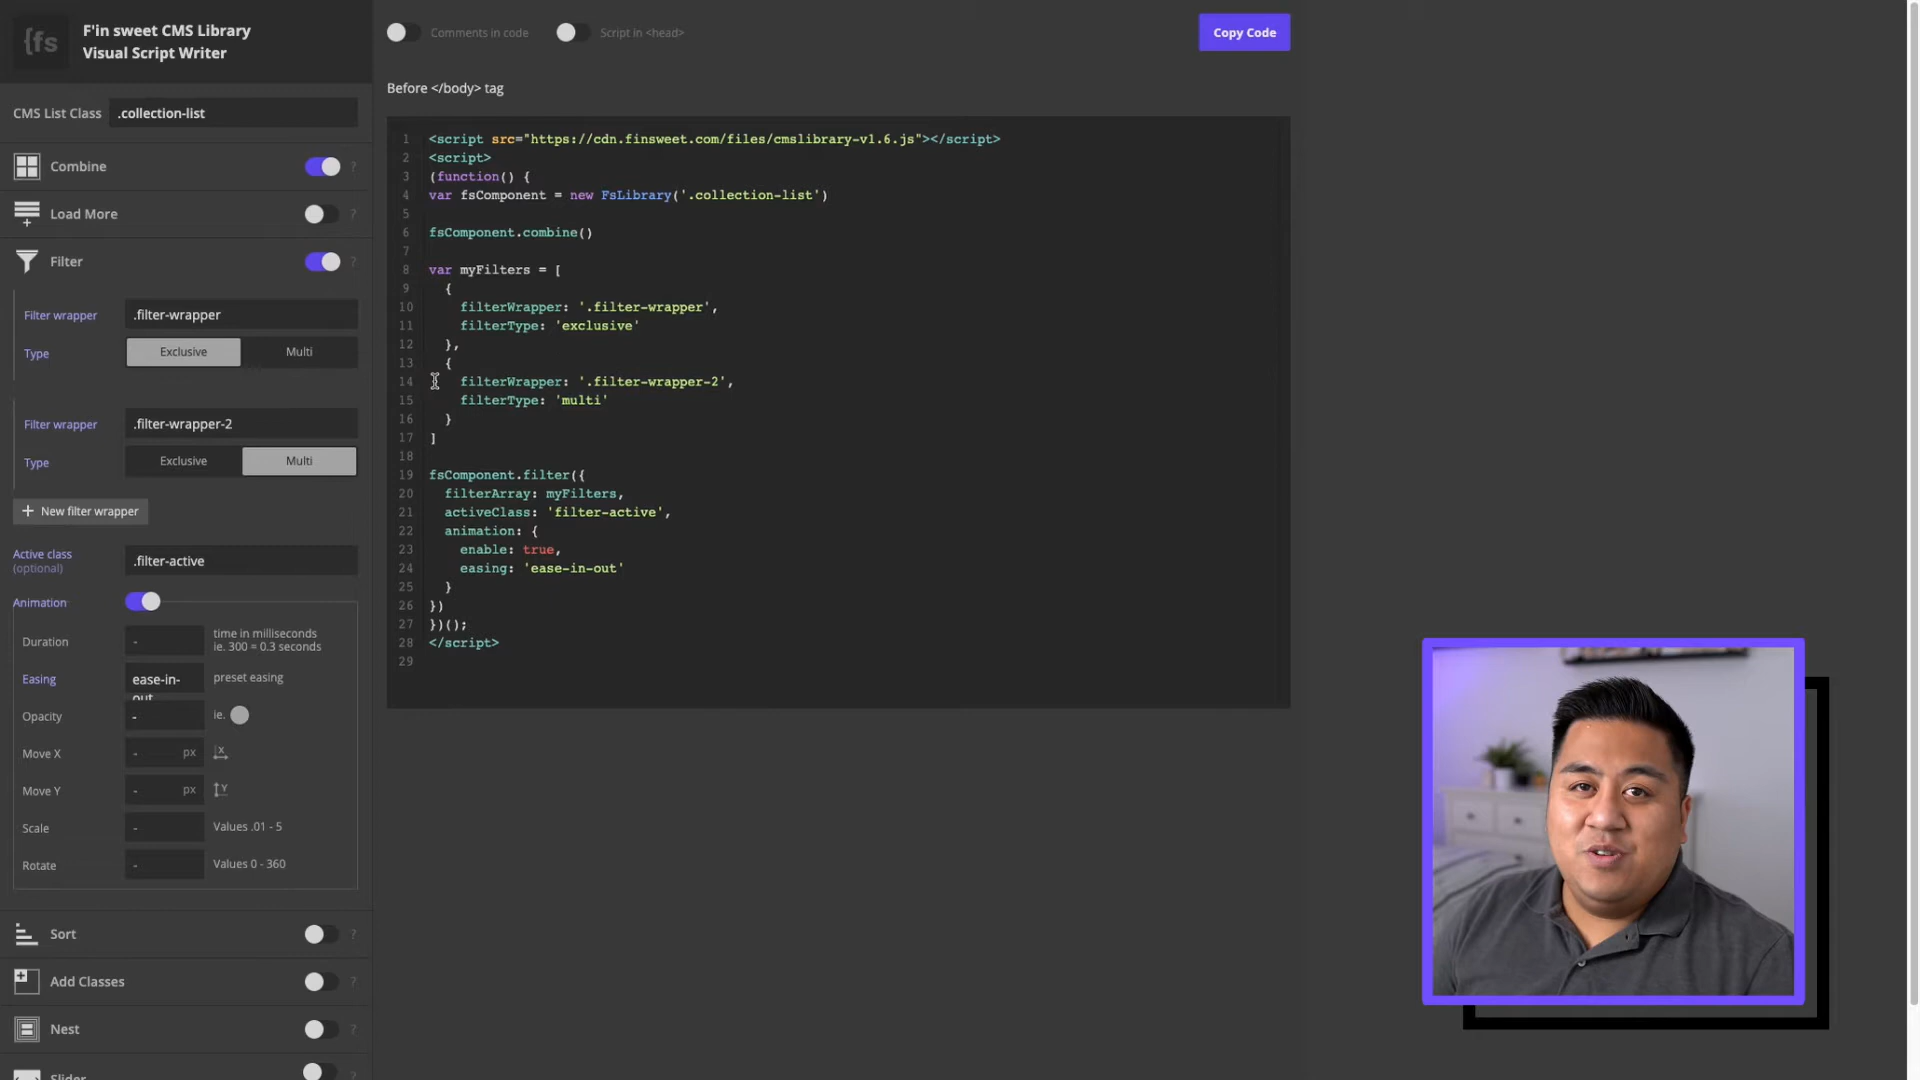 {fs
F'in sweet CMS Library
Visual Script Writer
CMS List Class .collection-list
Combine ?
Load More ?
Filter ?
Filter wrapper .filter-wrapper
Type Exclusive Multi
Filter wrapper .filter-wrapper-2
Type Exclusive Multi
+ New filter wrapper
Active class
(optional)
.filter-active
Animation
Duration - time in milliseconds
ie. 300 = 0.3 seconds
Easing ease-in-out preset easing
Opacity - ie.
Move X - px X
Move Y - px Y
Scale - Values .01 - 5
Rotate - Values 0 - 360
Sort ?
Add Classes ?
Nest ?
Slider ?
Comments in code Script in <head> Copy Code
Before </body> tag
1 <script src="https://cdn.finsweet.com/files/cmslibrary-v1.6.js"></script>
2 <script>
3 (function() {
4 var fsComponent = new FsLibrary('.collection-list')
5
6 fsComponent.combine()
7
8 var myFilters = [
9 {
10 filterWrapper: '.filter-wrapper',
11 filterType: 'exclusive'
12 },
13 {
14 filterWrapper: '.filter-wrapper-2',
15 filterType: 'multi'
16 }
17 ]
18
19 fsComponent.filter({
20 filterArray: myFilters,
21 activeClass: 'filter-active',
22 animation: {
23 enable: true,
24 easing: 'ease-in-out'
25 }
26 })
27 })();
28 </script>
29